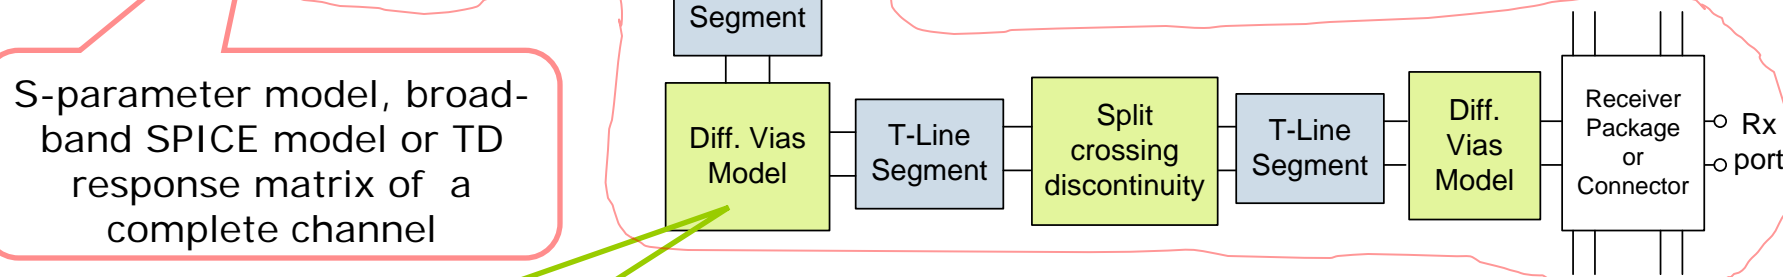 Segment
S-parameter model, broad-
band SPICE model or TD
response matrix of a
complete channel
Diff. Vias
Model
T-Line
Segment
Split
crossing
discontinuity
T-Line
Segment
Diff.
Vias
Model
Receiver
Package
or
Connector
Rx
port